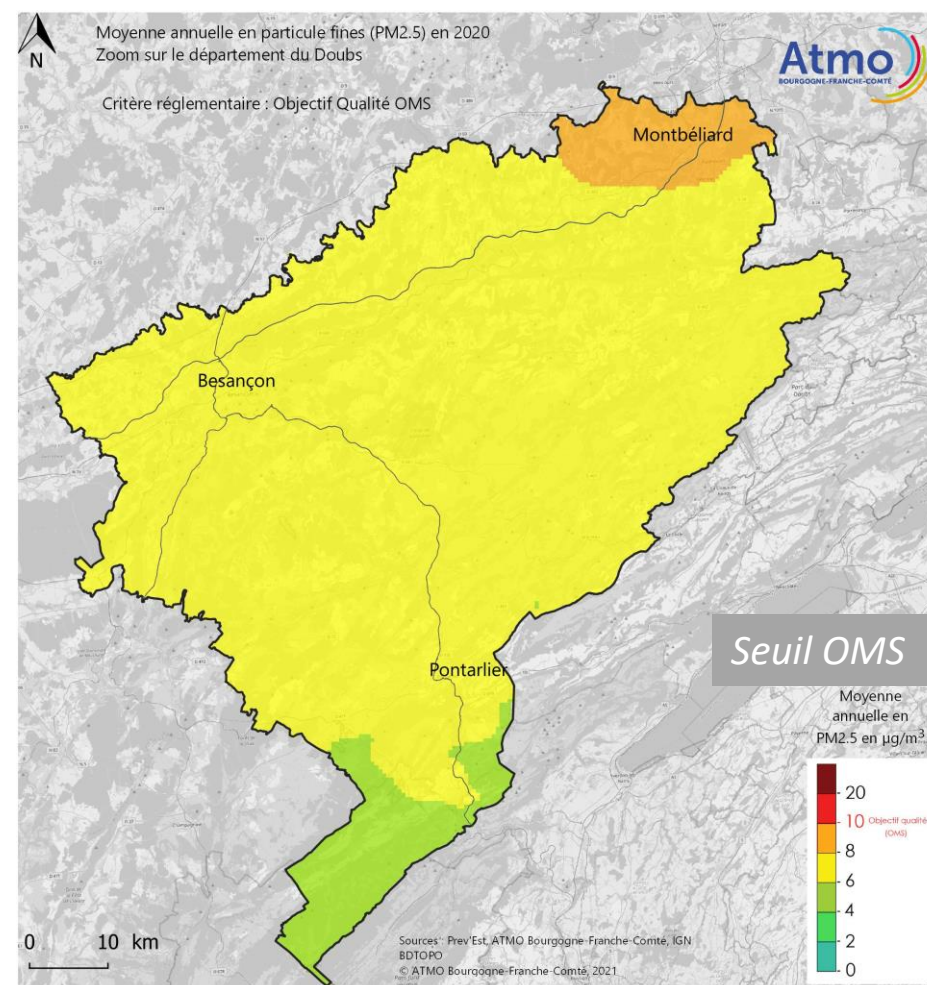 Moyenne annuelle en particule fines (PM2.5) en 2020
Zoom sur le département du Doubs
Critère réglementaire : Objectif Qualité OMS
N
Atmo
BOURGOGNE-FRANCHE-COMTÉ
Montbéliard
Besançon
Pontarlier
Seuil OMS
Moyenne
annuelle en
PM2.5 en µg/m³
20
10 Objectif qualité
(OMS)
8
6
4
2
0
0 10 km
Sources : Prev'Est, ATMO Bourgogne-Franche-Comté, IGN
BDTOPO
© ATMO Bourgogne-Franche-Comté, 2021